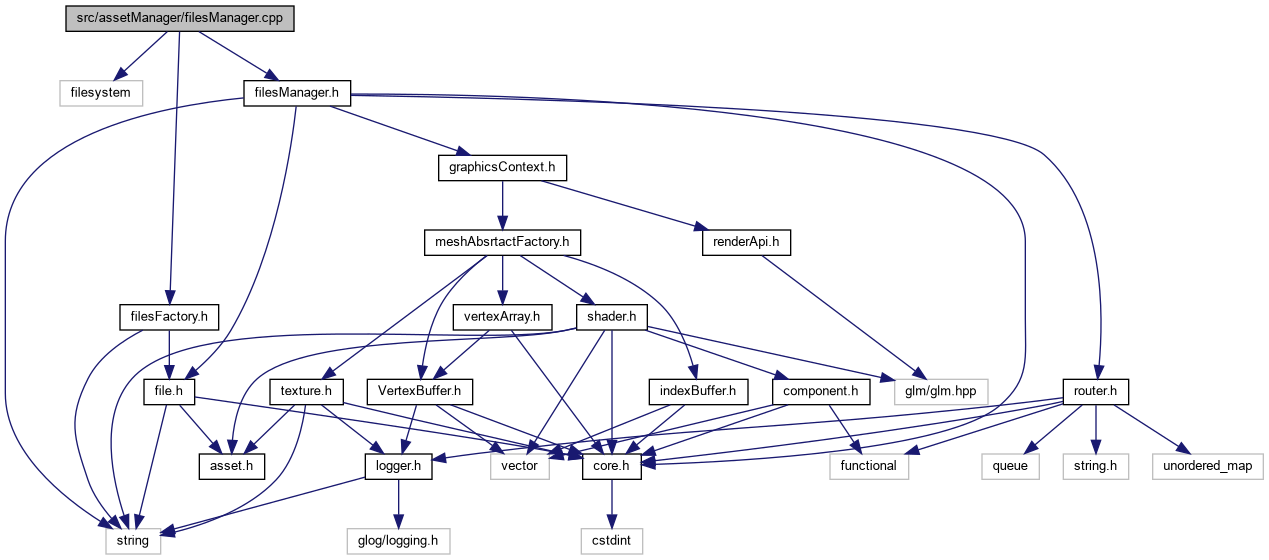 src/assetManager/filesManager.cpp
filesystem
filesManager.h
graphicsContext.h
meshAbsrtactFactory.h
renderApi.h
filesFactory.h
vertexArray.h
shader.h
file.h
texture.h
VertexBuffer.h
indexBuffer.h
component.h
glm/glm.hpp
router.h
asset.h
logger.h
vector
core.h
functional
queue
string.h
unordered_map
string
glog/logging.h
cstdint